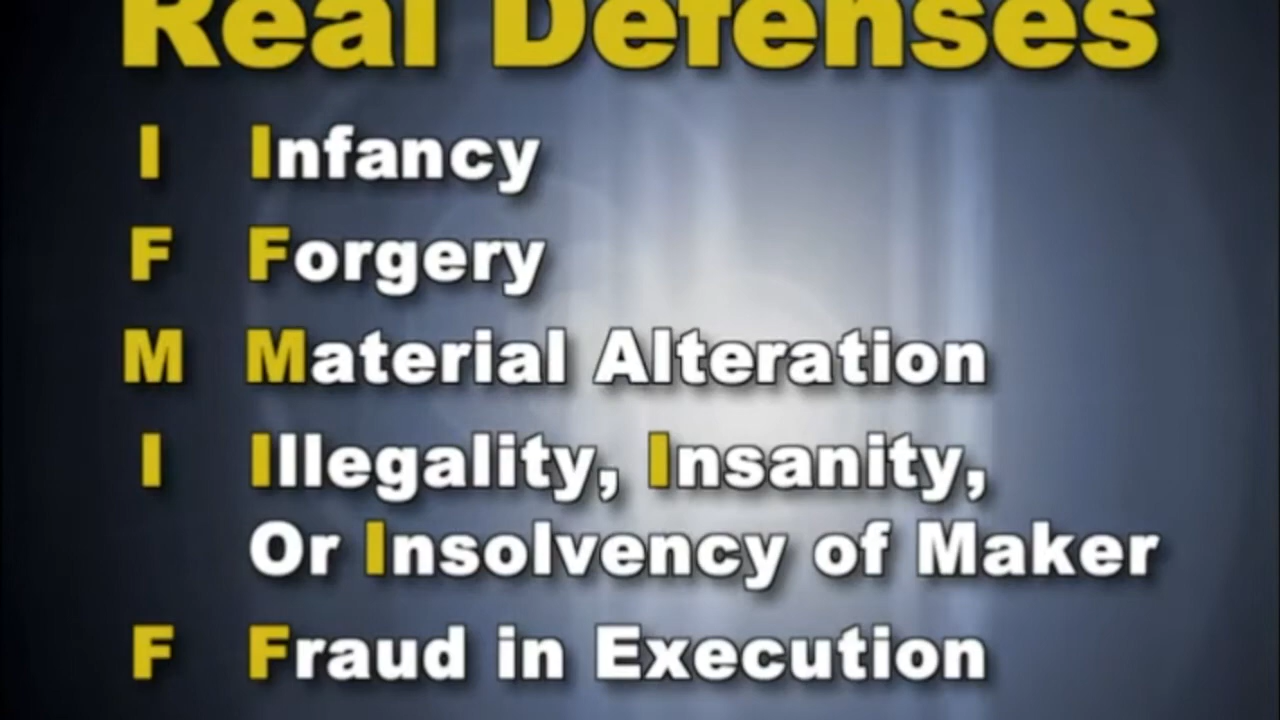 Real Defenses
I Infancy
F Forgery
M Material Alteration
I Illegality, Insanity,
Or Insolvency of Maker
F Fraud in Execution